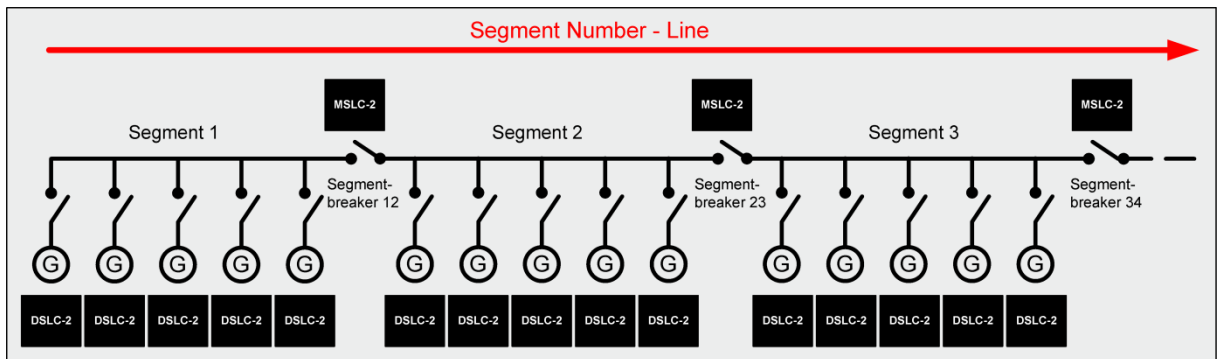 Segment Number - Line
MSLC-2
MSLC-2
MSLC-2
Segment 1
Segment 2
Segment 3
Segment-
breaker 12
Segment-
breaker 23
Segment-
breaker 34
G G G G G G G G G G G G G G G
DSLC-2 DSLC-2 DSLC-2 DSLC-2 DSLC-2 DSLC-2 DSLC-2 DSLC-2 DSLC-2 DSLC-2 DSLC-2 DSLC-2 DSLC-2 DSLC-2 DSLC-2